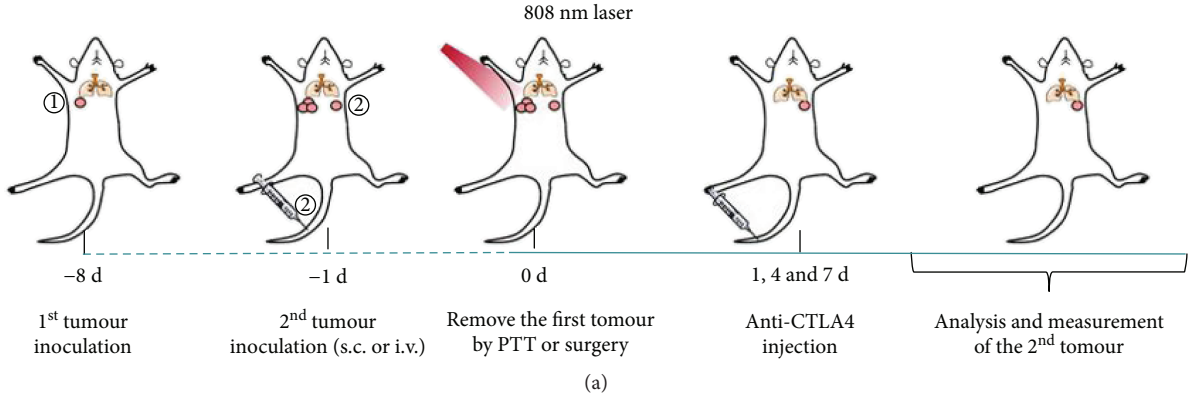 808 nm laser
①
②
②
−8 d
−1 d
0 d
1, 4 and 7 d
1st tumour
inoculation
2nd tumour
inoculation (s.c. or i.v.)
Remove the first tomour
by PTT or surgery
Anti-CTLA4
injection
Analysis and measurement
of the 2nd tomour
(a)